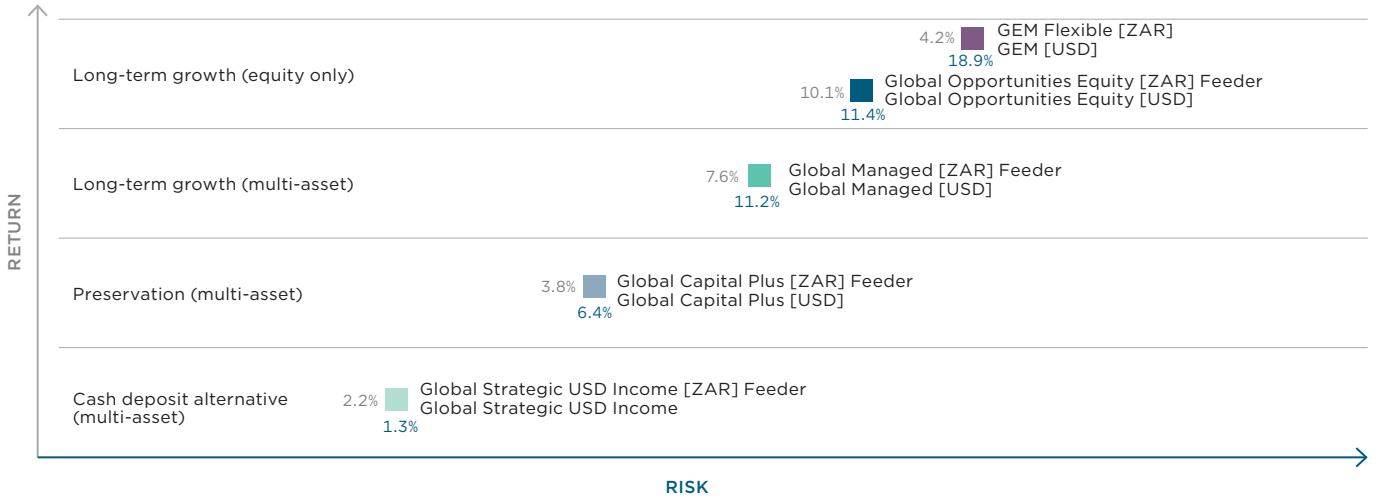 4.2%
GEM Flexible [ZAR]
GEM [USD]
18.9%
Long-term growth (equity only)
10.1%
Global Opportunities Equity [ZAR] Feeder
Global Opportunities Equity [USD]
11.4%
Long-term growth (multi-asset)
7.6%
Global Managed [ZAR] Feeder
Global Managed [USD]
11.2%
RETURN
Preservation (multi-asset)
3.8%
Global Capital Plus [ZAR] Feeder
Global Capital Plus [USD]
6.4%
Cash deposit alternative
(multi-asset)
2.2%
Global Strategic USD Income [ZAR] Feeder
Global Strategic USD Income
1.3%
RISK